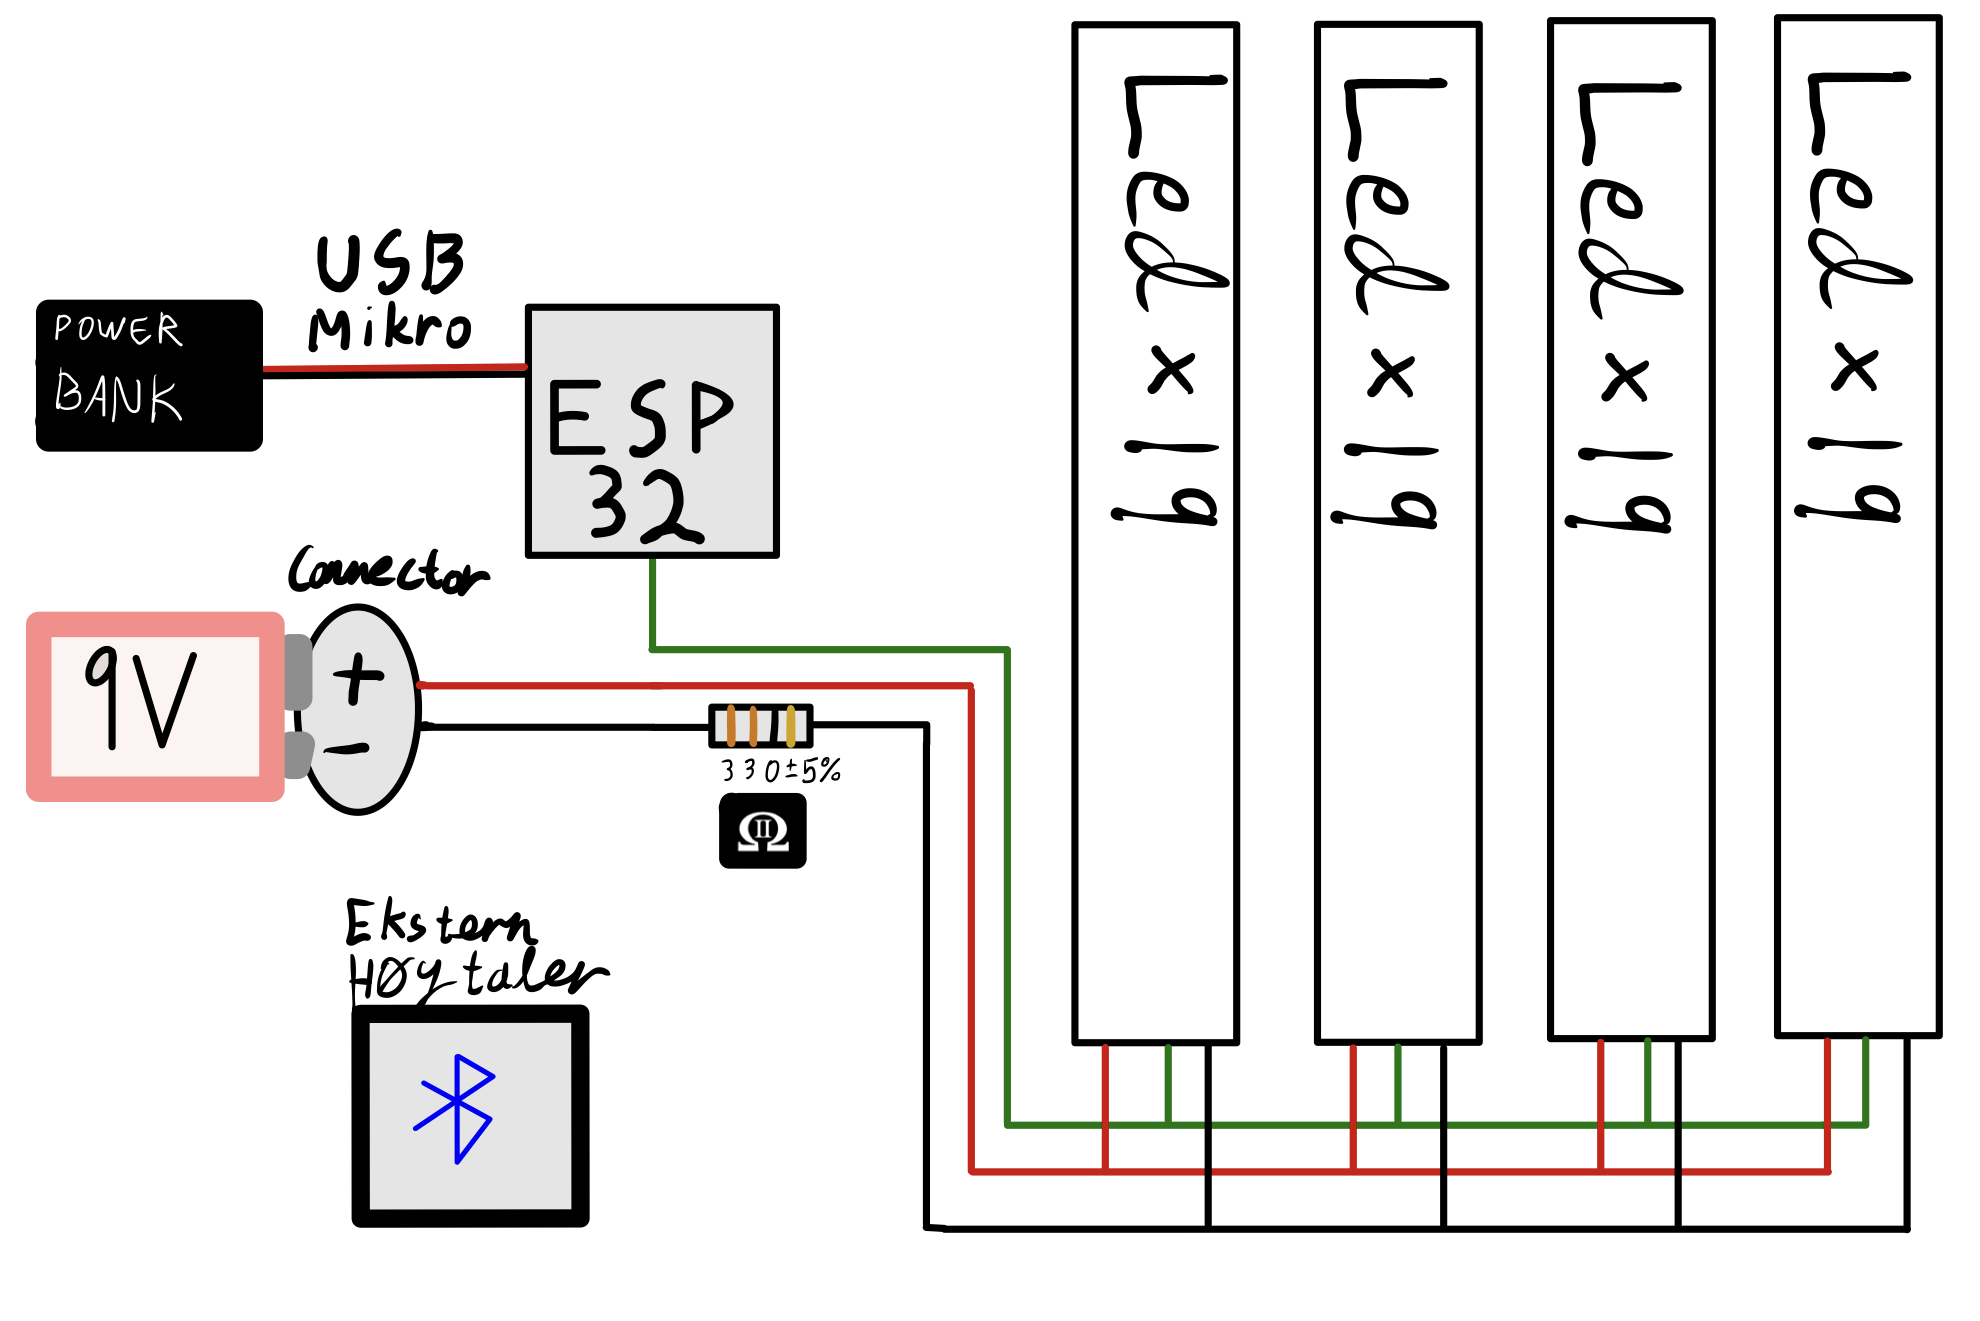 USB
Mikro
POWER
BANK
ESP
32
Connector
9V
+
-
330±5%
Ω
II
Ekstern
HØytaler
Led x 19
Led x 19
Led x 19
Led x 19